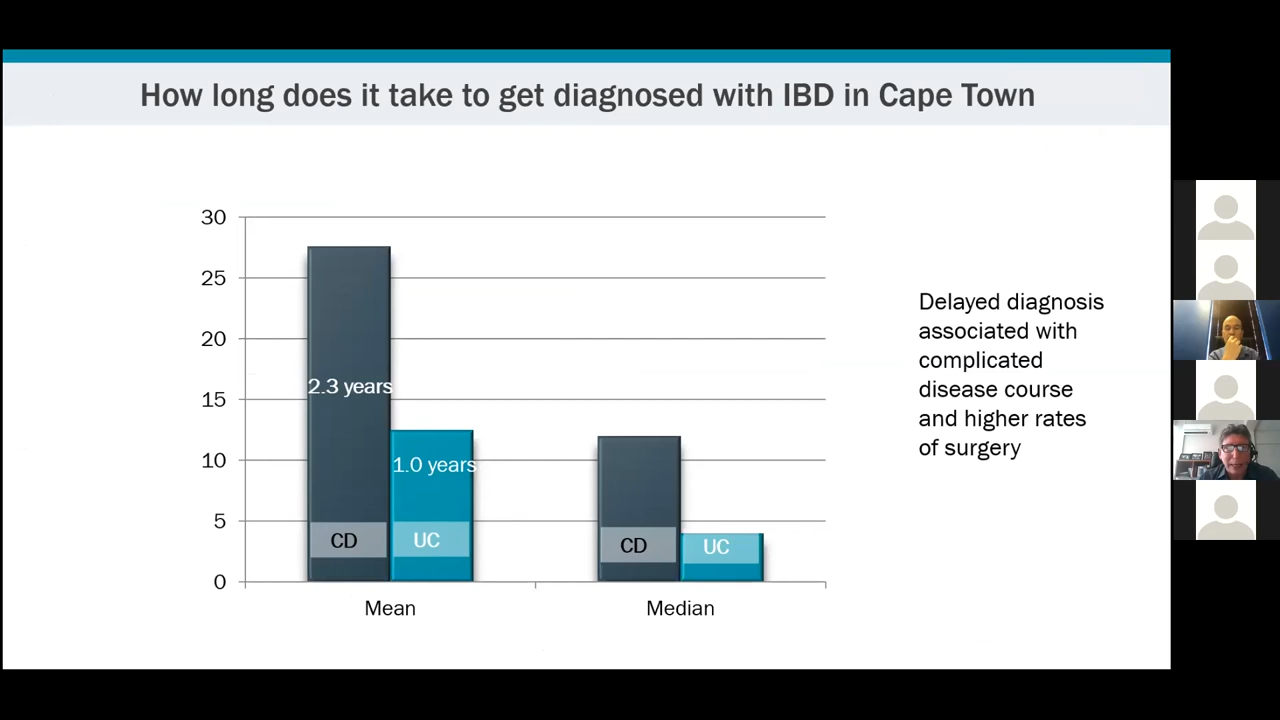 How long does it take to get diagnosed with IBD in Cape Town
30
25
20
15
10
5
0
2.3 years
1.0 years
CD
UC
CD
UC
Mean
Median
Delayed diagnosis
associated with
complicated
disease course
and higher rates
of surgery